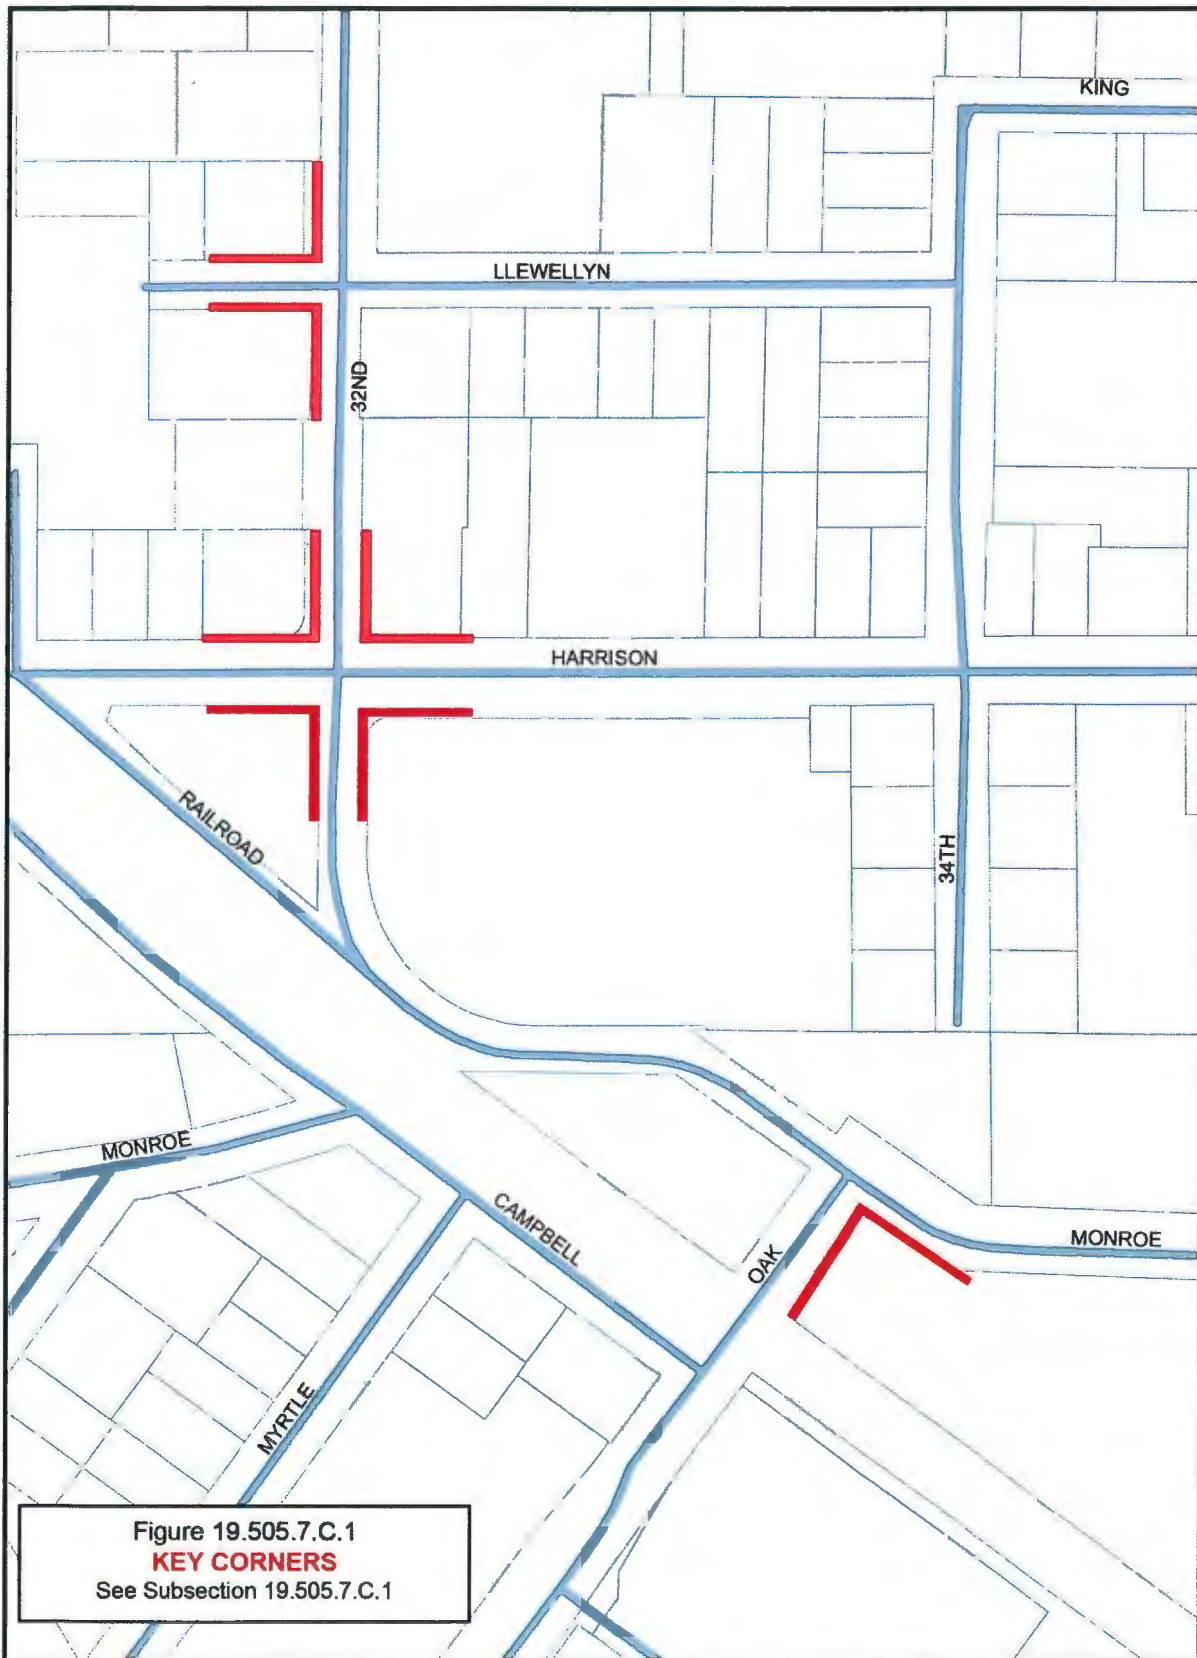 KING
LLEWELLYN
32ND
HARRISON
RAILROAD
34TH
MONROE
CAMPBELL
OAK
MONROE
MYRTLE
Figure 19.505.7.C.1
KEY CORNERS
See Subsection 19.505.7.C.1